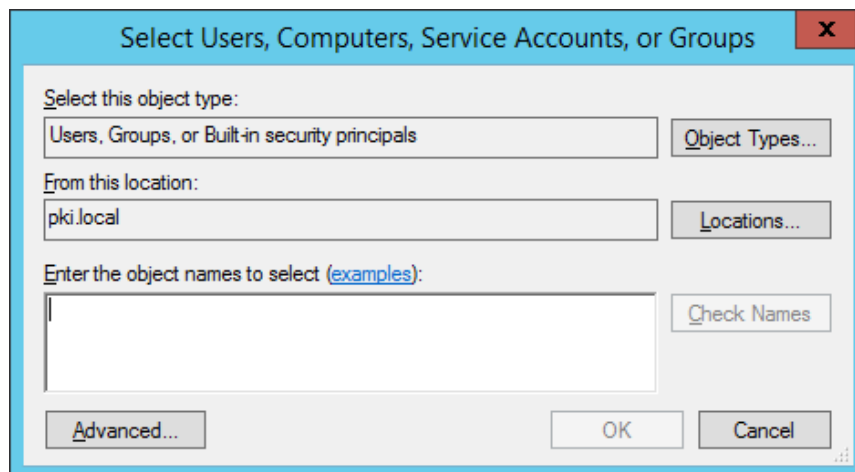 Select Users, Computers, Service Accounts, or Groups
x
Select this object type:
Users, Groups, or Built-in security principals
Object Types...
From this location:
pki.local
Locations...
Enter the object names to select (examples):
Check Names
Advanced...
OK
Cancel